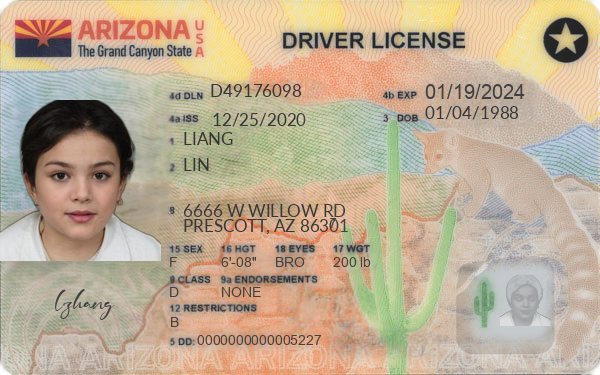 ARIZONA USA
The Grand Canyon State
DRIVER LICENSE
4d DLN D49176098
4b EXP 01/19/2024
4a ISS 12/25/2020
3 DOB 01/04/1988
1 LIANG
2 LIN
8 6666 W WILLOW RD
PRESCOTT, AZ 86301
15 SEX 16 HGT 18 EYES 17 WGT
F 6'-08" BRO 200 lb
9 CLASS 9a ENDORSEMENTS
D NONE
12 RESTRICTIONS
B
5 DD: 0000000000005227
lzhang
ARIZONA ARIZONA ARIZONA ARIZONA